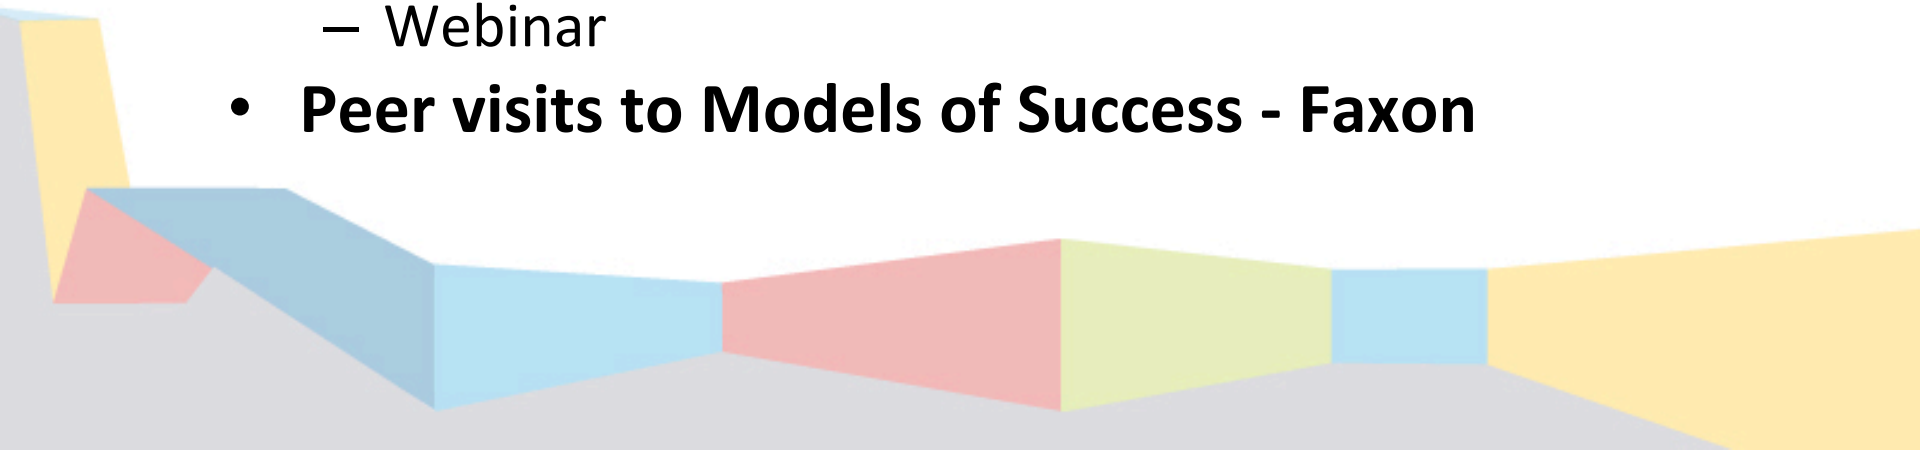 – Webinar
• Peer visits to Models of Success - Faxon